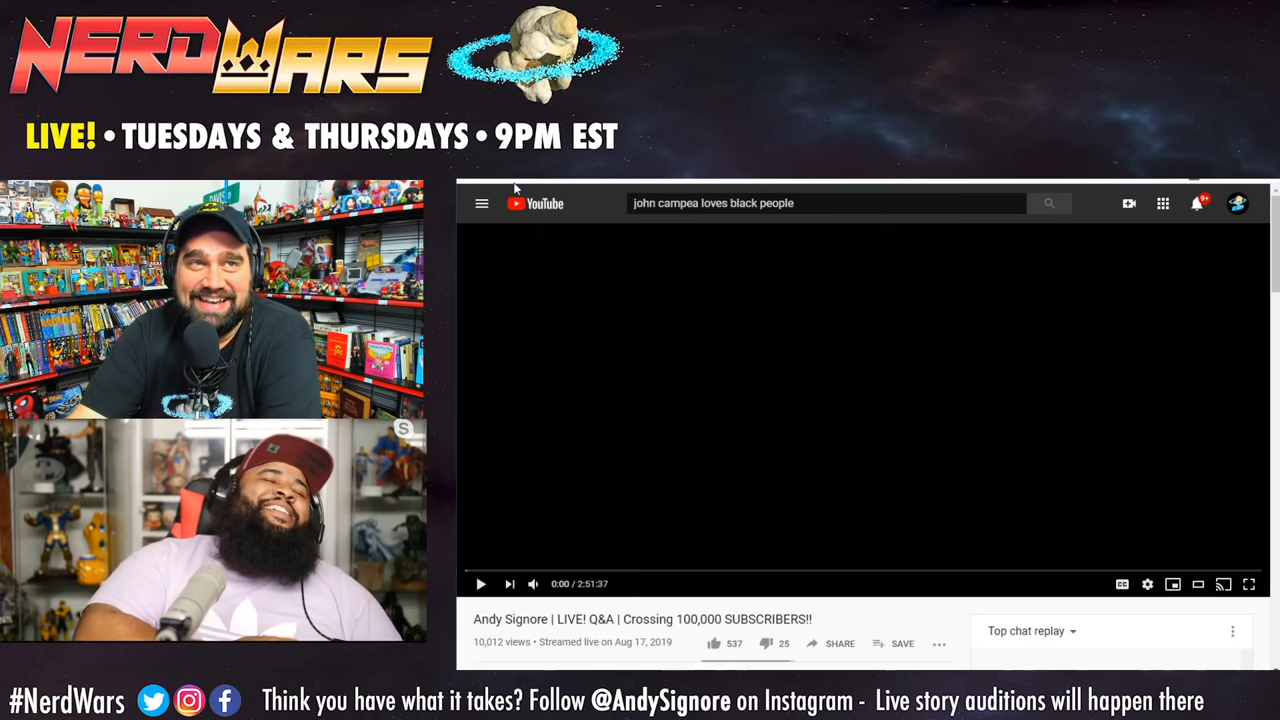 NERD WARS
LIVE! • TUESDAYS & THURSDAYS • 9PM EST
DAVIS
YouTube
john campea loves black people
9+
S
0:00 / 2:51:37
Andy Signore | LIVE! Q&A | Crossing 100,000 SUBSCRIBERS!!
10,012 views • Streamed live on Aug 17, 2019
537
25
SHARE
SAVE
Top chat replay
#NerdWars
Think you have what it takes? Follow @AndySignore on Instagram - Live story auditions will happen there